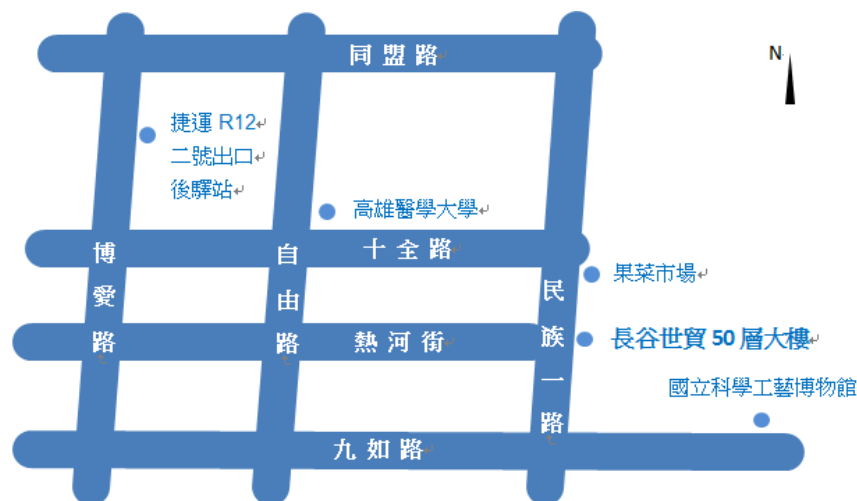 同盟路
N
捷運 R12
二號出口
後驛站
高雄醫學大學
十全路
博愛路
自由路
民族一路
果菜市場
熱河街
長谷世貿 50 層大樓
國立科學工藝博物館
九如路